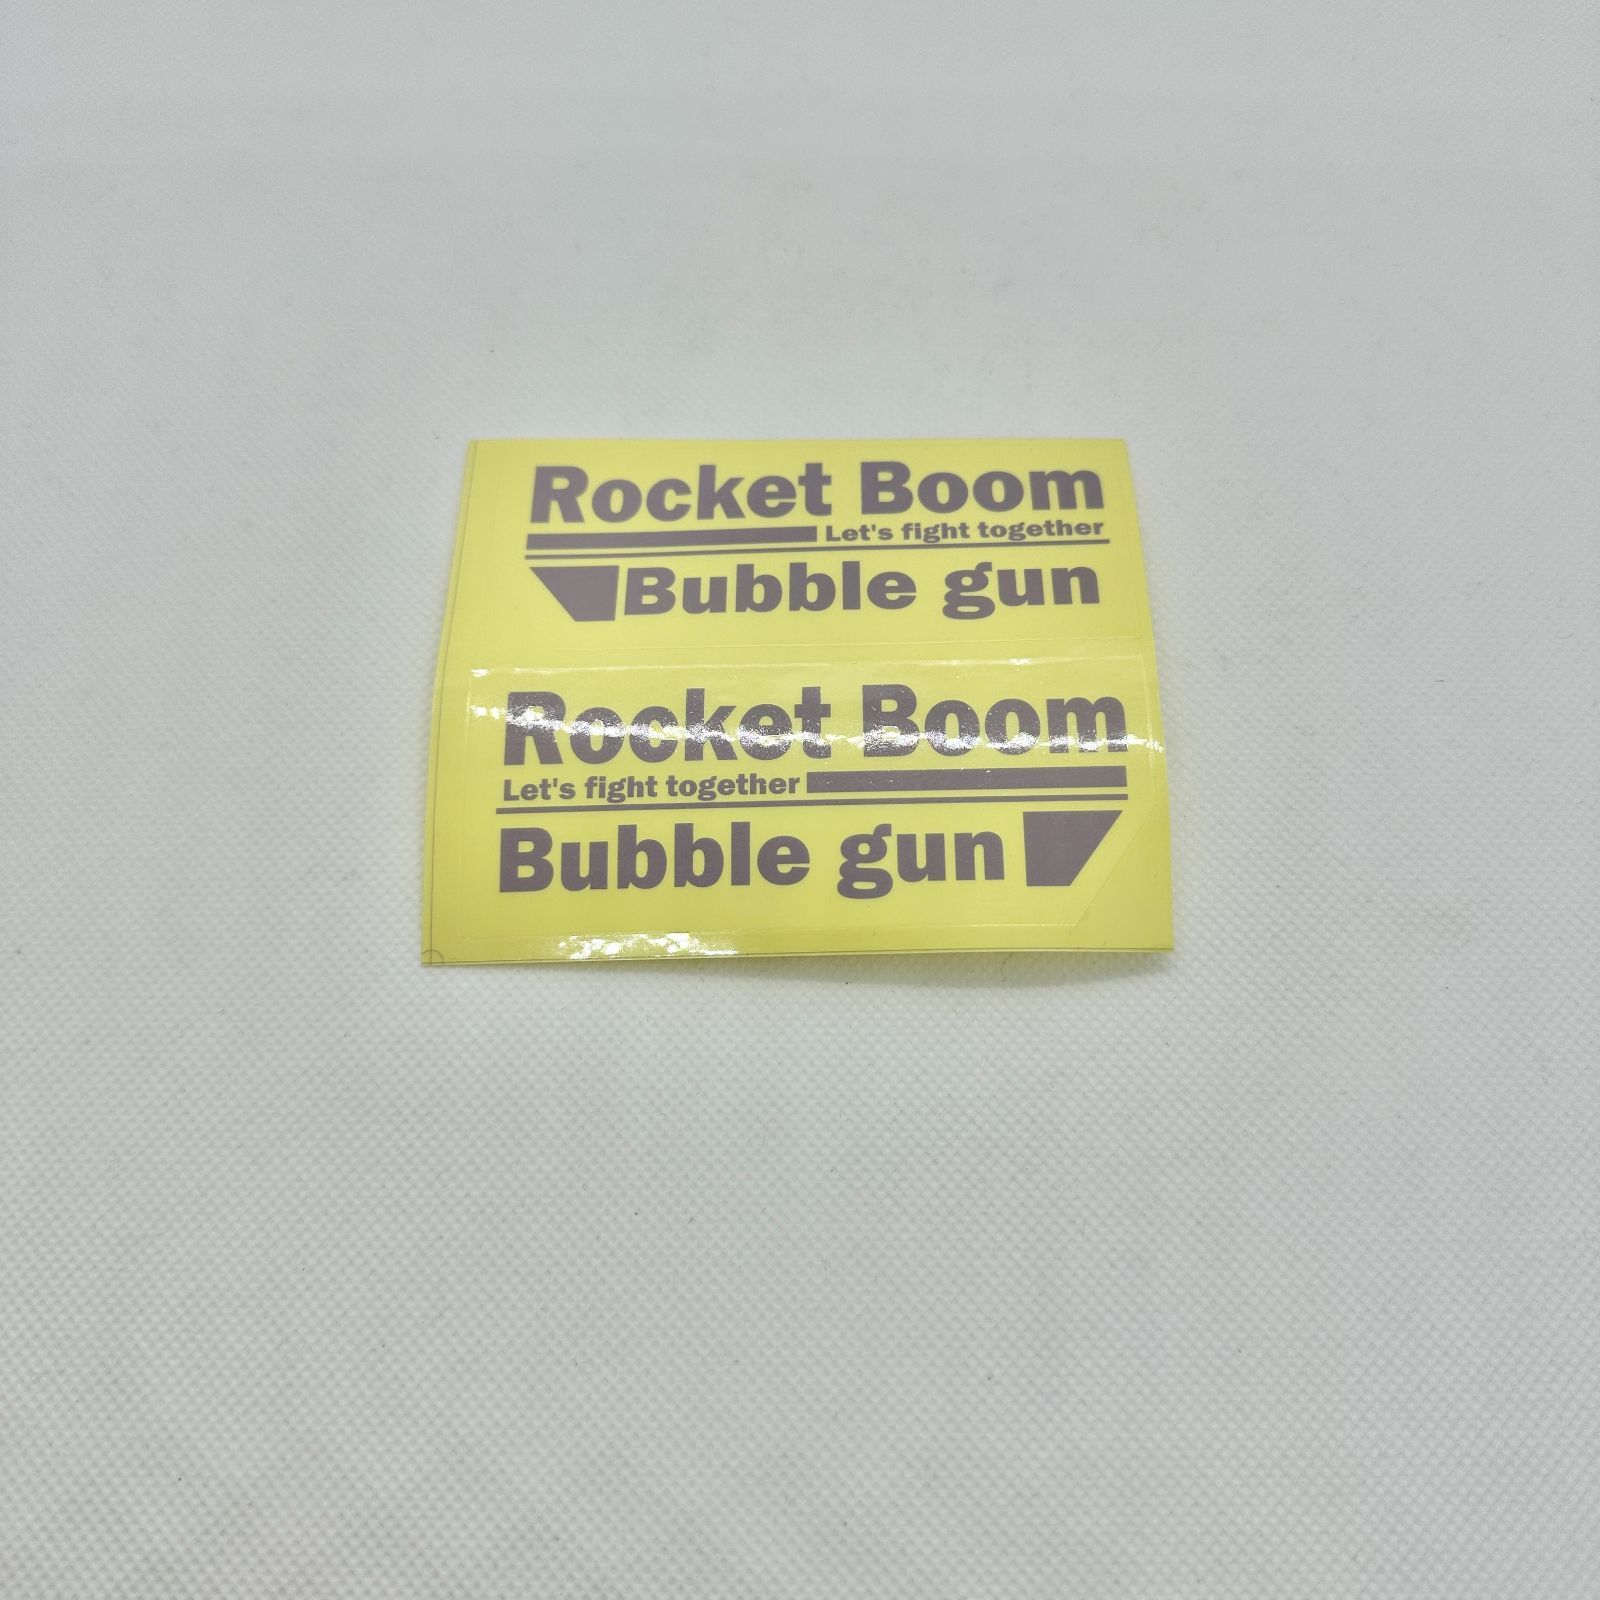 Rocket Boom
Let's fight together
Bubble gun
Rocket Boom
Let's fight together
Bubble gun